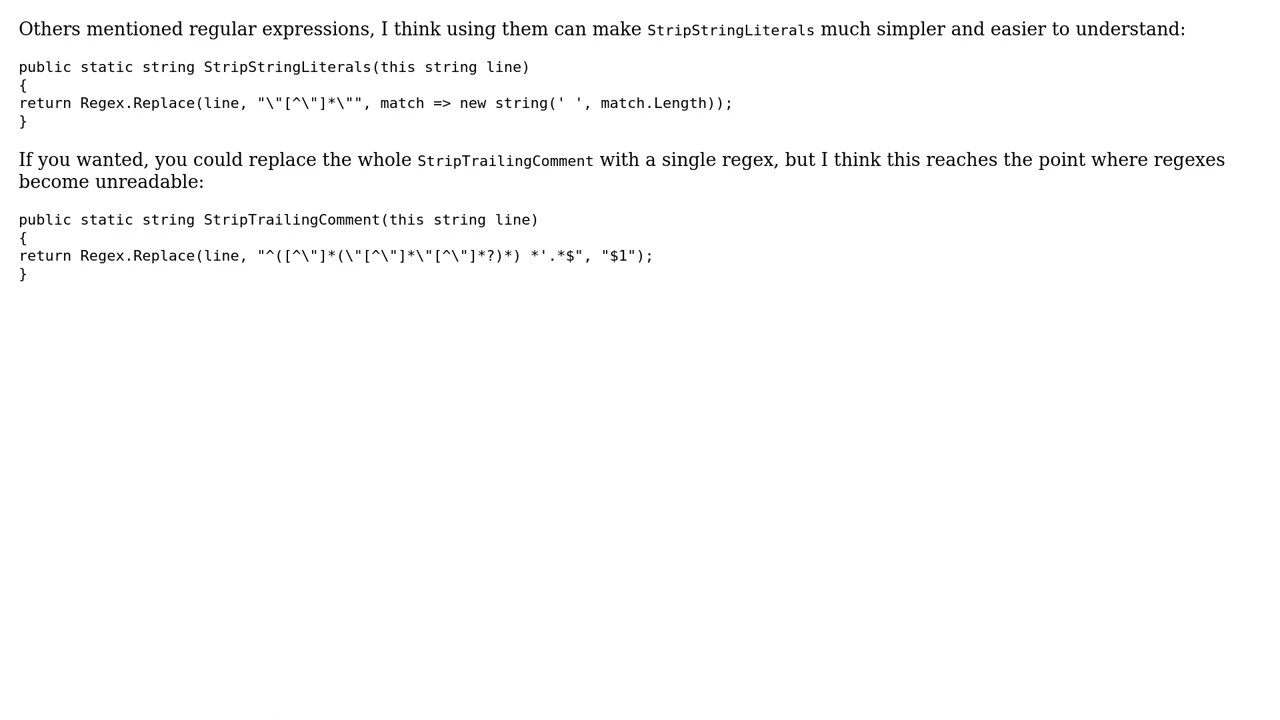 Others mentioned regular expressions, I think using them can make StripStringLiterals much simpler and easier to understand:
public static string StripStringLiterals(this string line)
{
return Regex.Replace(line, "\"[^\"]*\"", match => new string(' ', match.Length));
}
If you wanted, you could replace the whole StripTrailingComment with a single regex, but I think this reaches the point where regexes
become unreadable:
public static string StripTrailingComment(this string line)
{
return Regex.Replace(line, "^([^\"]*(\"[^\"]*\"[^\"]*?)*) *'.*$", "$1");
}